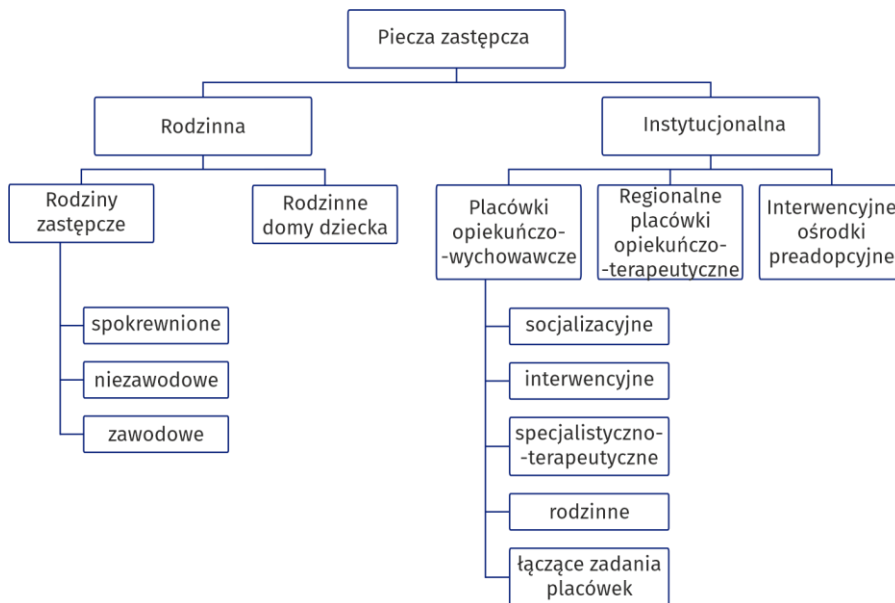 Piecza zastępcza
Rodzinna
Instytucjonalna
Rodziny
zastępcze
Rodzinne
domy dziecka
Placówki
opiekuńczo-
-wychowawcze
Regionalne
placówki
opiekuńczo-
-terapeutyczne
Interwencyjne
ośrodki
preadopcyjne
spokrewnione
niezawodowe
zawodowe
socjalizacyjne
interwencyjne
specjalistyczno-
-terapeutyczne
rodzinne
łączące zadania
placówek